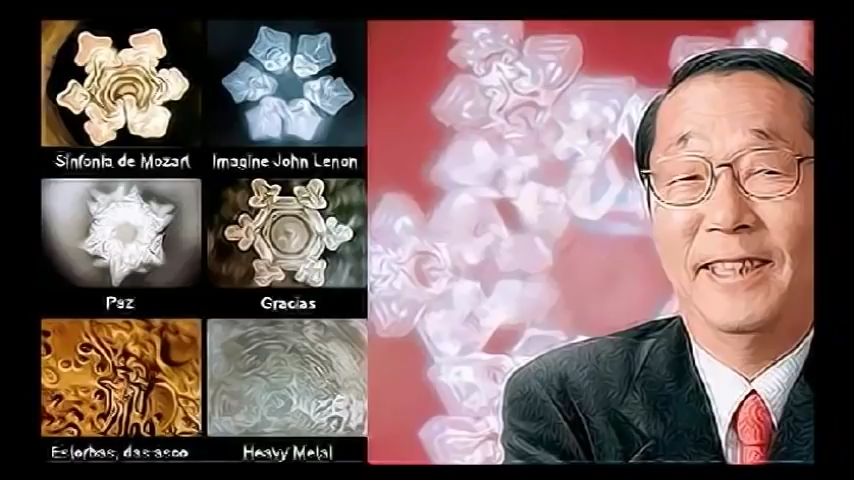 Sinfonia de Mozart
Imagine John Lenon
Paz
Gracias
Estorbas, das asco
Heavy Metal